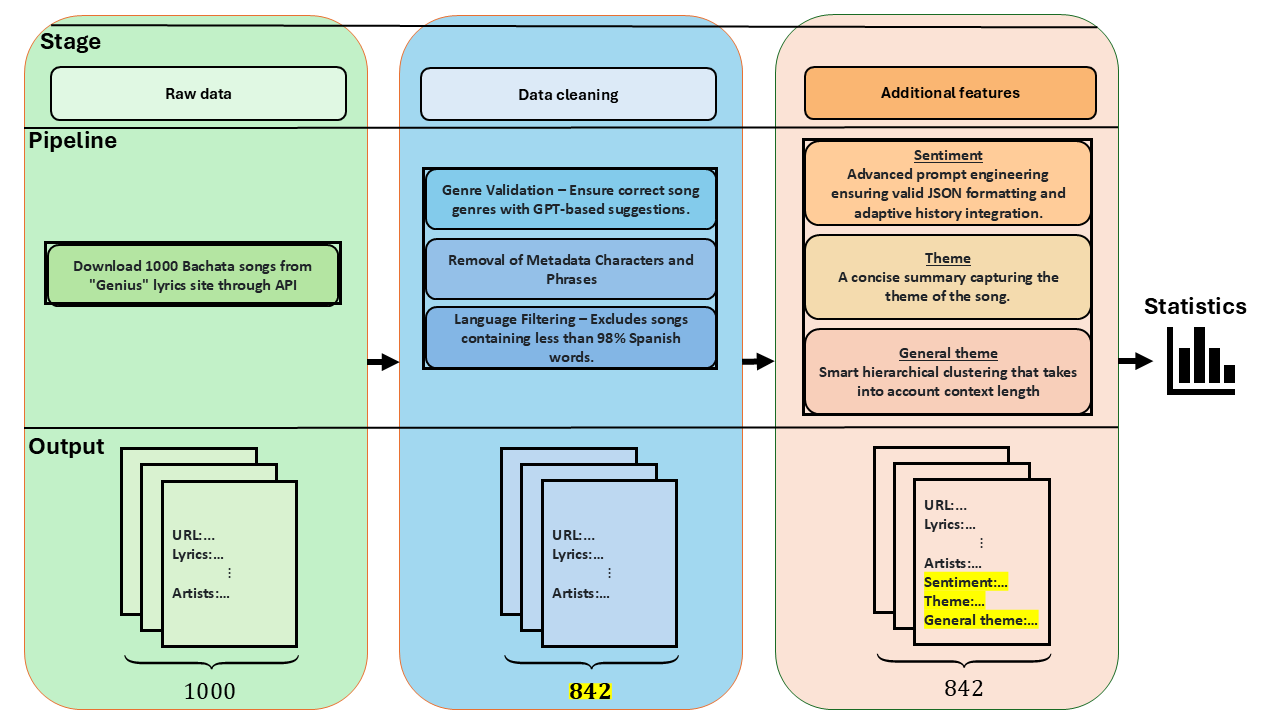 Stage
Raw data
Data cleaning
Additional features
Pipeline
Download 1000 Bachata songs from
"Genius" lyrics site through API
Genre Validation – Ensure correct song
genres with GPT-based suggestions.
Removal of Metadata Characters and
Phrases
Language Filtering – Excludes songs
containing less than 98% Spanish
words.
Sentiment
Advanced prompt engineering
ensuring valid JSON formatting and
adaptive history integration.
Theme
A concise summary capturing the
theme of the song.
General theme
Smart hierarchical clustering that takes
into account context length
Statistics
Output
URL:...
Lyrics:...
⋮
Artists:...
1000
URL:...
Lyrics:...
⋮
Artists:...
842
URL:...
Lyrics:...
⋮
Artists:...
Sentiment:...
Theme:...
General theme:...
842